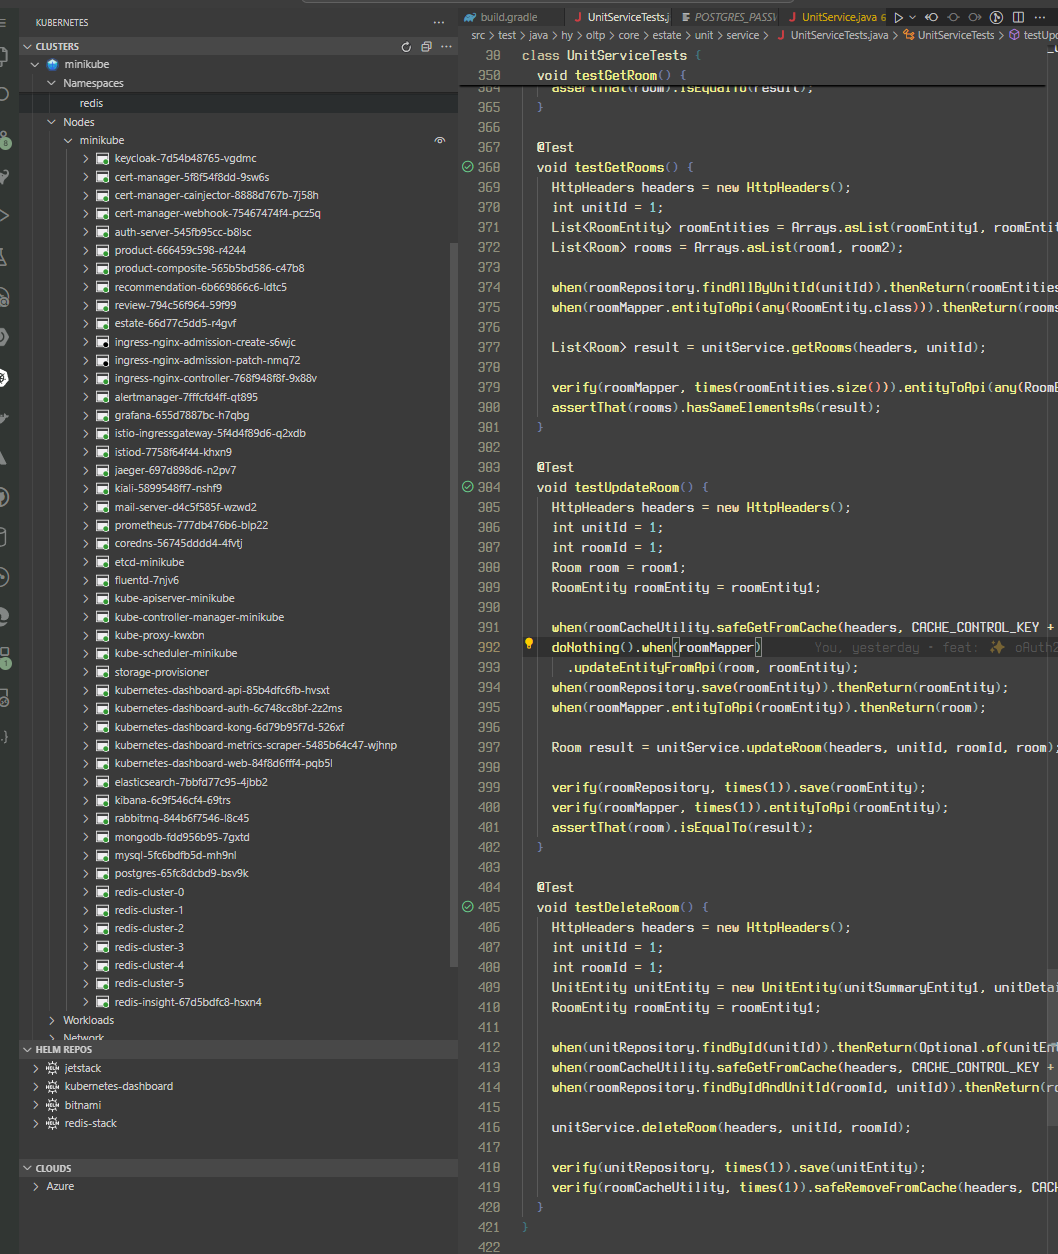 KUBERNETES
CLUSTERS
minikube
Namespaces
redis
Nodes
minikube
keycloak-7d54b48765-vgdmc
cert-manager-5f8f54f8dd-9sw6s
cert-manager-cainjector-8888d767b-7j58h
cert-manager-webhook-75467474f4-pcz5q
auth-server-545fb95cc-b8lsc
product-666459c598-r4244
product-composite-565b5bd586-c47b8
recommendation-6b669866c6-ldtc5
review-794c56f964-59f99
estate-66d77c5dd5-r4gvf
ingress-nginx-admission-create-s6wjc
ingress-nginx-admission-patch-nmq72
ingress-nginx-controller-768f948f8f-9x88v
alertmanager-7fffcfd4ff-qt895
grafana-655d7887bc-h7qbg
istio-ingressgateway-5f4d4f89d6-q2xdb
istiod-7758f64f44-khxn9
jaeger-697d898d6-n2pv7
kiali-5899548ff7-nshf9
mail-server-d4c5f585f-wzwd2
prometheus-777db476b6-blp22
coredns-56745dddd4-4fvtj
etcd-minikube
fluentd-7njv6
kube-apiserver-minikube
kube-controller-manager-minikube
kube-proxy-kwxbn
kube-scheduler-minikube
storage-provisioner
kubernetes-dashboard-api-85b4dfc6fb-hvsxt
kubernetes-dashboard-auth-6c748cc8bf-2z2ms
kubernetes-dashboard-kong-6d79b95f7d-526xf
kubernetes-dashboard-metrics-scraper-5485b64c47-wjhnp
kubernetes-dashboard-web-84f8d6fff4-pqb5l
elasticsearch-7bbfd77c95-4jbb2
kibana-6c9f546cf4-69trs
rabbitmq-844b6f7546-l8c45
mongodb-fdd956b95-7gxtd
mysql-5fc6bdfb5d-mh9nl
postgres-65fc8dcbd9-bsv9k
redis-cluster-0
redis-cluster-1
redis-cluster-2
redis-cluster-3
redis-cluster-4
redis-cluster-5
redis-insight-67d5bdfc8-hsxn4
Workloads
Network
HELM REPOS
jetstack
kubernetes-dashboard
bitnami
redis-stack
CLOUDS
Azure
build.gradle J UnitServiceTests.j POSTGRES_PASSW J UnitService.java 6
src > test > java > hy > oltp > core > estate > unit > service > J UnitServiceTests.java > UnitServiceTests > testUpd
38 class UnitServiceTests {
350 void testGetRoom() {
364 assertThat(room).isEqualTo(result);
365 }
366
367 @Test
368 void testGetRooms() {
369 HttpHeaders headers = new HttpHeaders();
370 int unitId = 1;
371 List<RoomEntity> roomEntities = Arrays.asList(roomEntity1, roomEntit
372 List<Room> rooms = Arrays.asList(room1, room2);
373
374 when(roomRepository.findAllByUnitId(unitId)).thenReturn(roomEntities
375 when(roomMapper.entityToApi(any(RoomEntity.class))).thenReturn(rooms
376
377 List<Room> result = unitService.getRooms(headers, unitId);
378
379 verify(roomMapper, times(roomEntities.size())).entityToApi(any(RoomE
380 assertThat(rooms).hasSameElementsAs(result);
381 }
382
383 @Test
384 void testUpdateRoom() {
385 HttpHeaders headers = new HttpHeaders();
386 int unitId = 1;
387 int roomId = 1;
388 Room room = room1;
389 RoomEntity roomEntity = roomEntity1;
390
391 when(roomCacheUtility.safeGetFromCache(headers, CACHE_CONTROL_KEY +
392 doNothing().when(roomMapper) You, yesterday - feat: ✨ oAuth2
393 .updateEntityFromApi(room, roomEntity);
394 when(roomRepository.save(roomEntity)).thenReturn(roomEntity);
395 when(roomMapper.entityToApi(roomEntity)).thenReturn(room);
396
397 Room result = unitService.updateRoom(headers, unitId, roomId, room);
398
399 verify(roomRepository, times(1)).save(roomEntity);
400 verify(roomMapper, times(1)).entityToApi(roomEntity);
401 assertThat(room).isEqualTo(result);
402 }
403
404 @Test
405 void testDeleteRoom() {
406 HttpHeaders headers = new HttpHeaders();
407 int unitId = 1;
408 int roomId = 1;
409 UnitEntity unitEntity = new UnitEntity(unitSummaryEntity1, unitDetai
410 RoomEntity roomEntity = roomEntity1;
411
412 when(unitRepository.findById(unitId)).thenReturn(Optional.of(unitEnt
413 when(roomCacheUtility.safeGetFromCache(headers, CACHE_CONTROL_KEY +
414 when(roomRepository.findByIdAndUnitId(roomId, unitId)).thenReturn(ro
415
416 unitService.deleteRoom(headers, unitId, roomId);
417
418 verify(unitRepository, times(1)).save(unitEntity);
419 verify(roomCacheUtility, times(1)).safeRemoveFromCache(headers, CACH
420 }
421 }
422